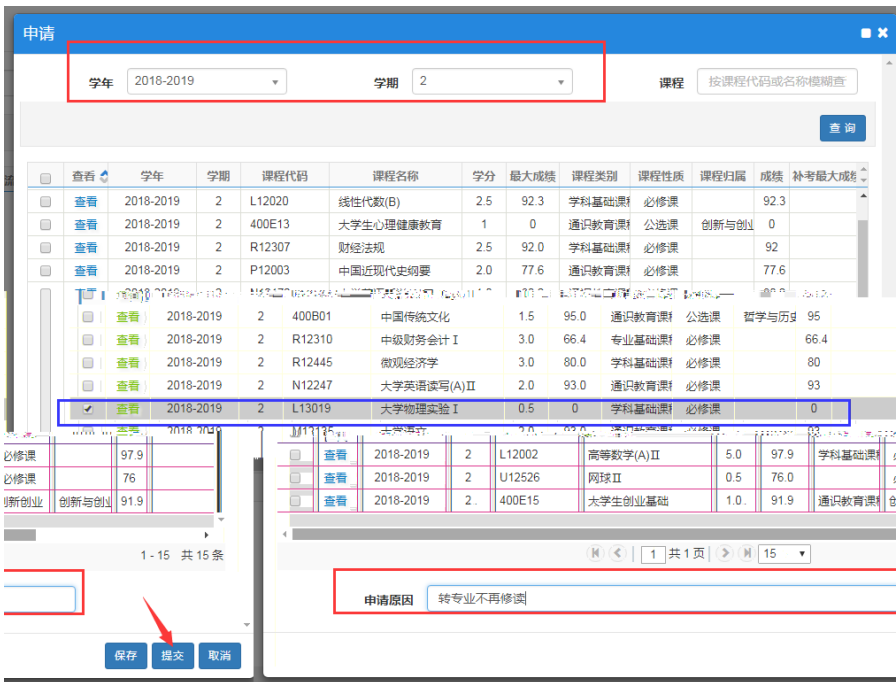 申请
学年 2018-2019 学期 2 课程 按课程代码或名称模糊查
查 询
查看 学年 学期 课程代码 课程名称 学分 最大成绩 课程类别 课程性质 课程归属 成绩 补考最大成绩
查看 2018-2019 2 L12020 线性代数(B) 2.5 92.3 学科基础课程 必修课 92.3
查看 2018-2019 2 400E13 大学生心理健康教育 1 0 通识教育课程 公选课 创新与创业 0
查看 2018-2019 2 R12307 财经法规 2.5 92.0 学科基础课程 必修课 92
查看 2018-2019 2 P12003 中国近现代史纲要 2.0 77.6 通识教育课程 必修课 77.6
查看 2018-2019 2 400B01 中国传统文化 1.5 95.0 通识教育课程 公选课 哲学与历史 95
查看 2018-2019 2 R12310 中级财务会计Ⅰ 3.0 66.4 专业基础课程 必修课 66.4
查看 2018-2019 2 R12445 微观经济学 3.0 80.0 学科基础课程 必修课 80
查看 2018-2019 2 N12247 大学英语读写(A)Ⅱ 2.0 93.0 通识教育课程 必修课 93
查看 2018-2019 2 L13019 大学物理实验Ⅰ 0.5 0 学科基础课程 必修课 0
必修课 97.9 查看 2018-2019 2 L12002 高等数学(A)Ⅱ 5.0 97.9 学科基础课程
必修课 76 查看 2018-2019 2 U12526 网球Ⅱ 0.5 76.0
创新创业 创新与创业 91.9 查看 2018-2019 2 400E15 大学生创业基础 1.0 91.9 通识教育课程
1 - 15 共 15 条 1 共 1 页 15
申请原因 转专业不再修读
保存 提交 取消